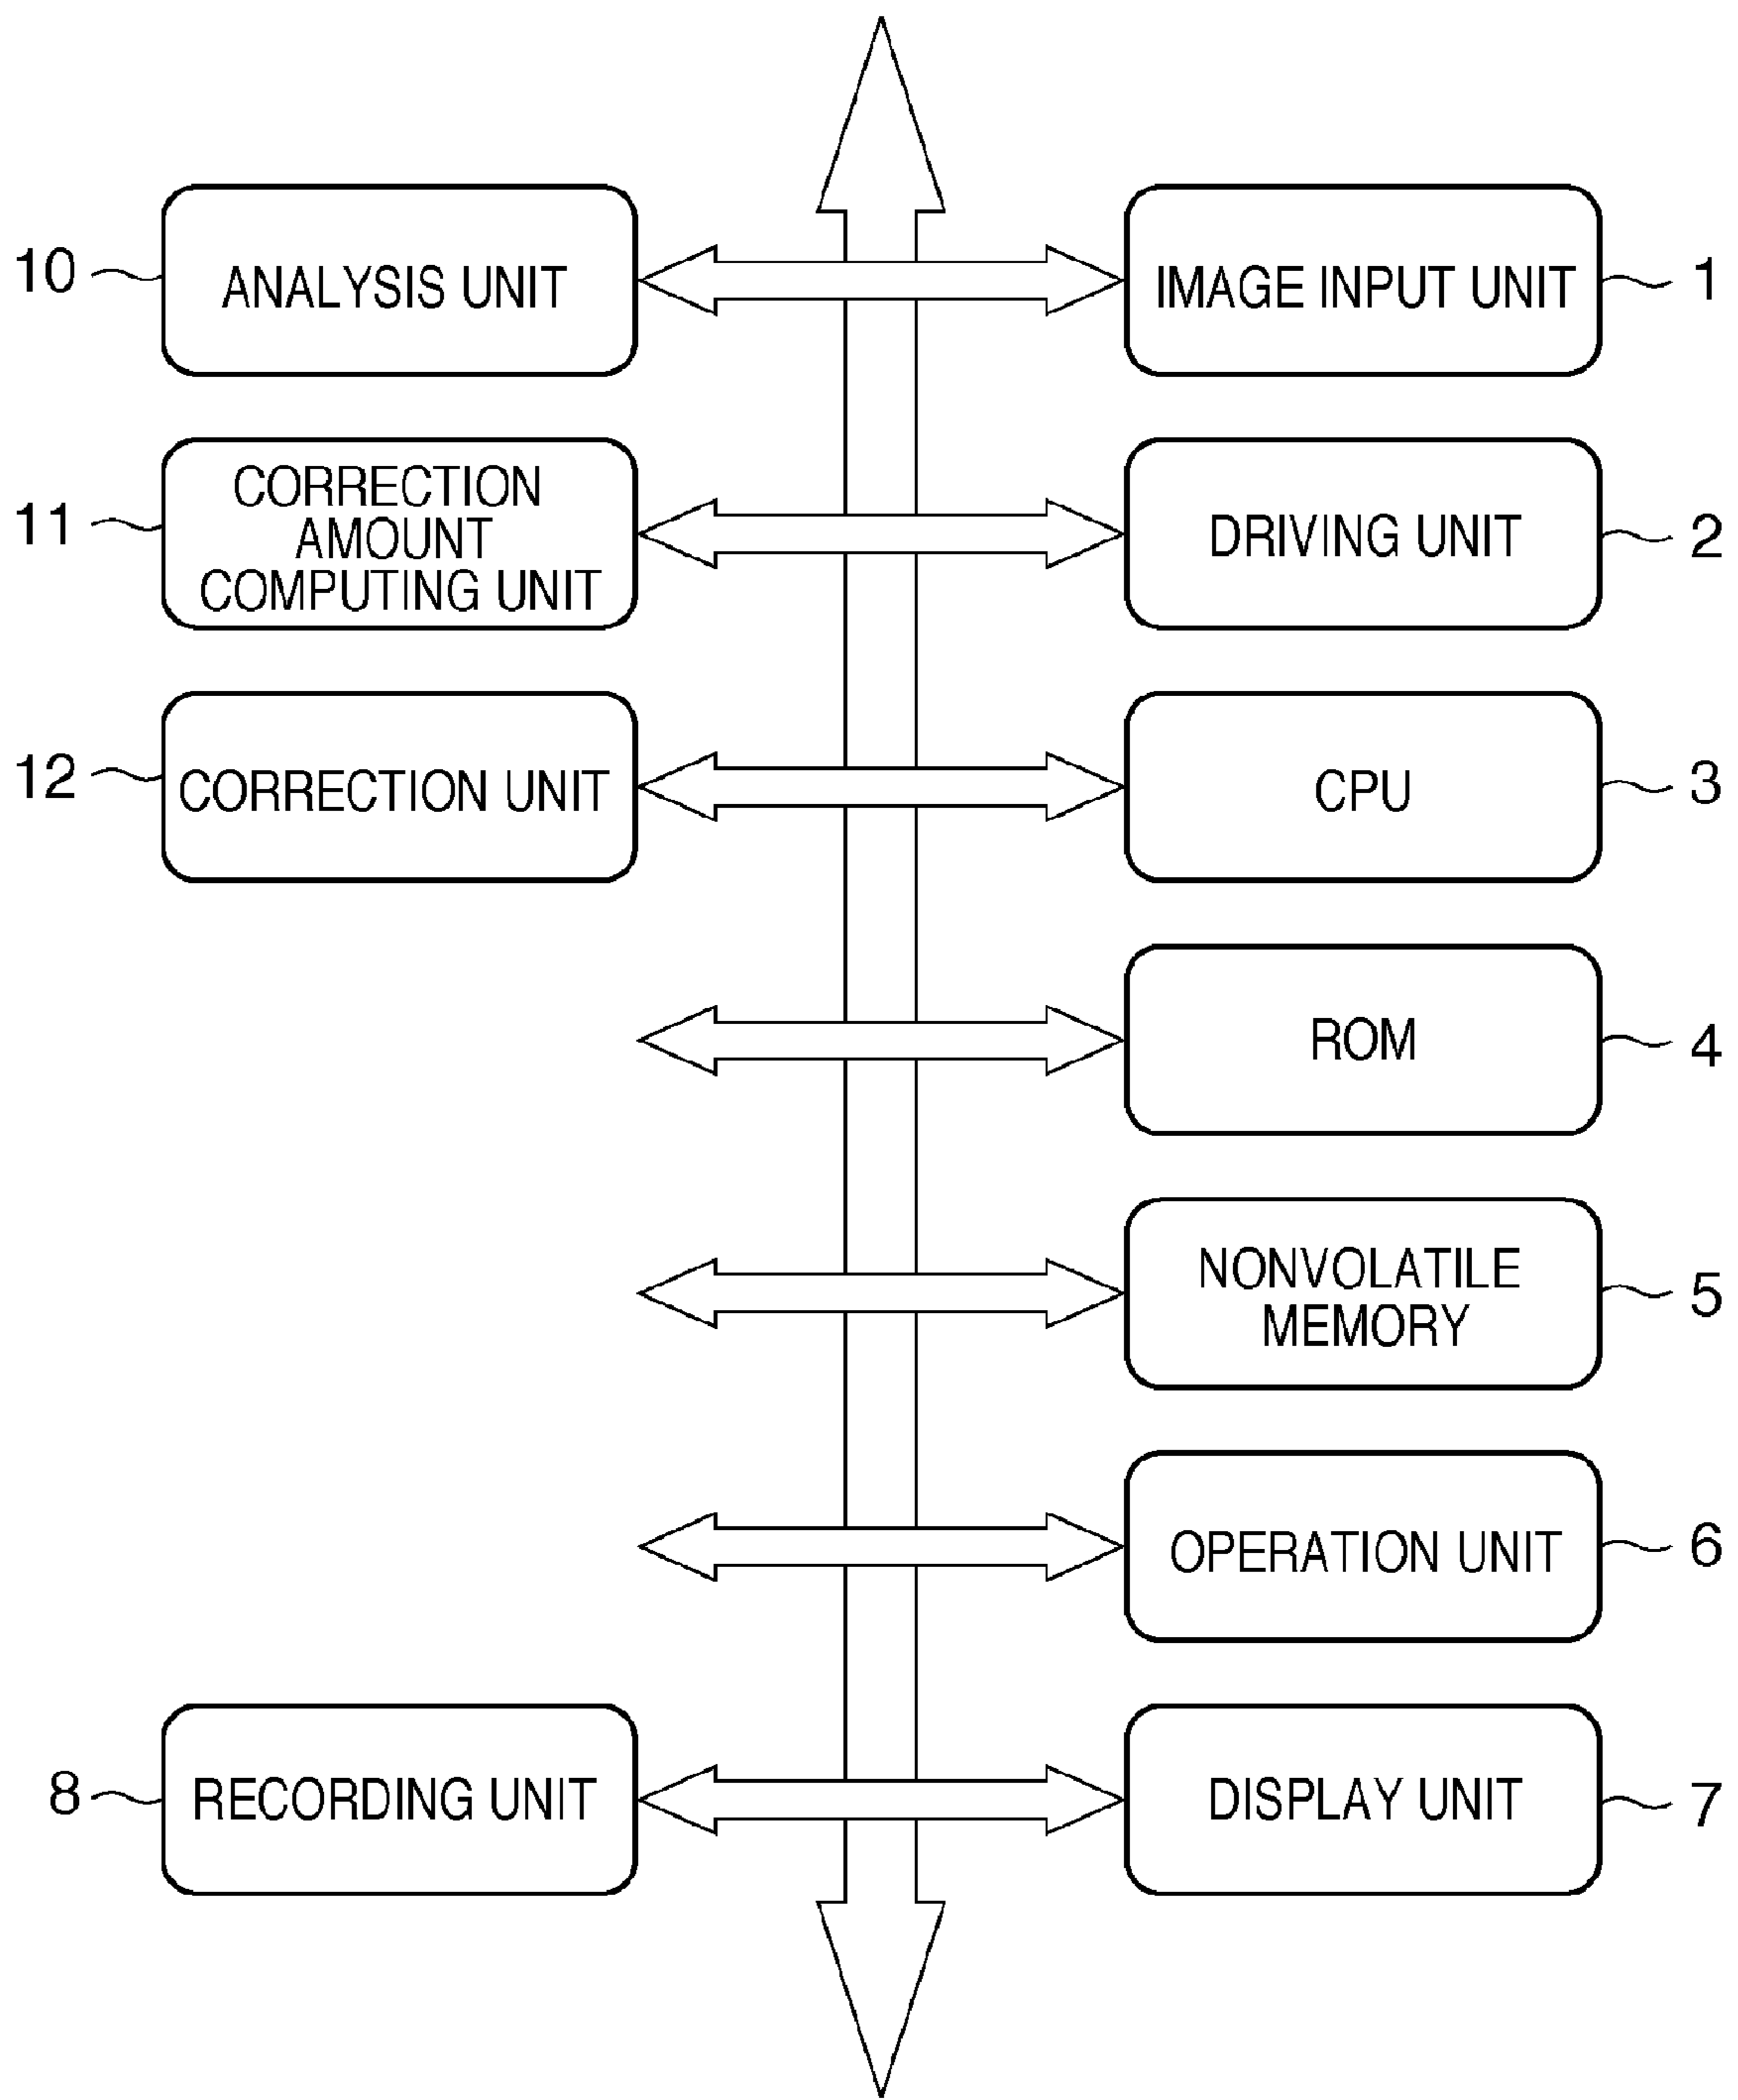 10
ANALYSIS UNIT
IMAGE INPUT UNIT
1
11
CORRECTION
AMOUNT
COMPUTING UNIT
DRIVING UNIT
2
12
CORRECTION UNIT
CPU
3
ROM
4
NONVOLATILE
MEMORY
5
OPERATION UNIT
6
8
RECORDING UNIT
DISPLAY UNIT
7